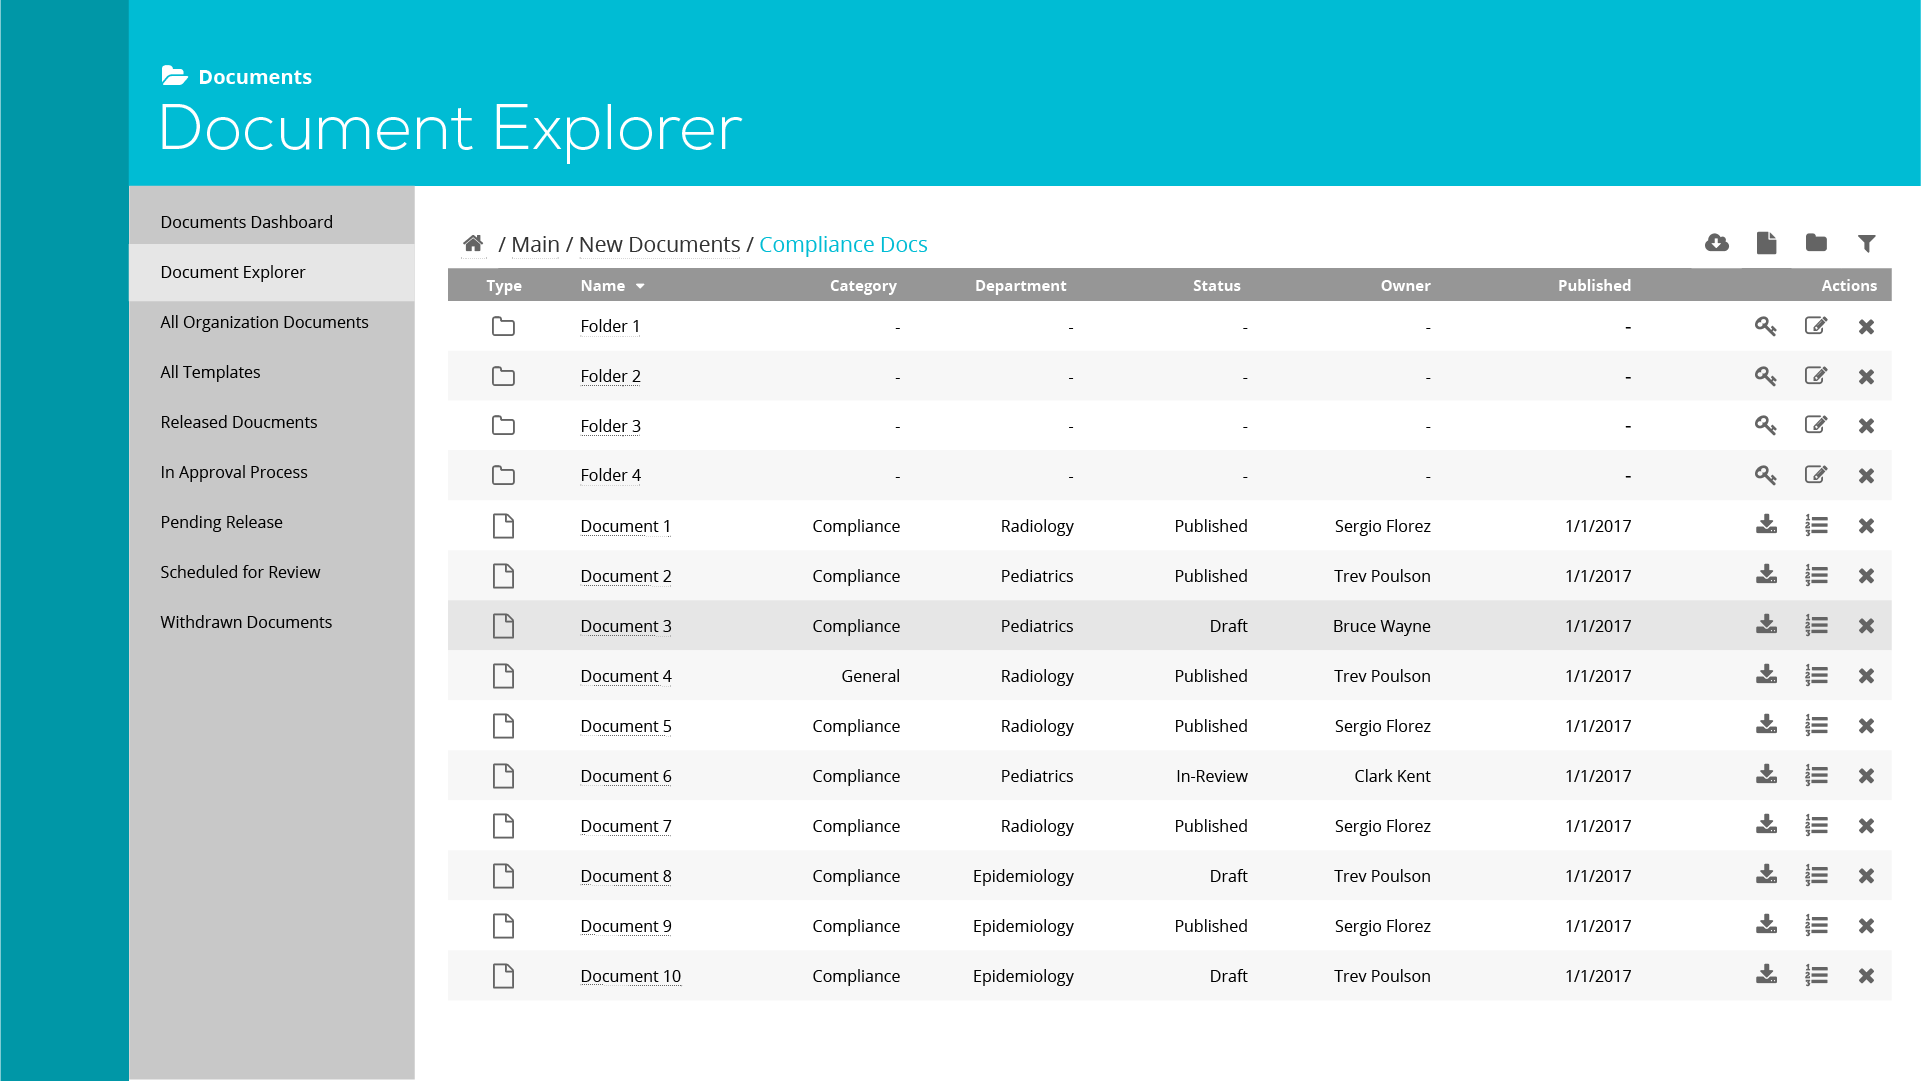 Documents
Document Explorer
Documents Dashboard
Document Explorer
All Organization Documents
All Templates
Released Doucments
In Approval Process
Pending Release
Scheduled for Review
Withdrawn Documents
/ Main / New Documents / Compliance Docs
Type Name Category Department Status Owner Published Actions
Folder 1 - - - - -
Folder 2 - - - - -
Folder 3 - - - - -
Folder 4 - - - - -
Document 1 Compliance Radiology Published Sergio Florez 1/1/2017
Document 2 Compliance Pediatrics Published Trev Poulson 1/1/2017
Document 3 Compliance Pediatrics Draft Bruce Wayne 1/1/2017
Document 4 General Radiology Published Trev Poulson 1/1/2017
Document 5 Compliance Radiology Published Sergio Florez 1/1/2017
Document 6 Compliance Pediatrics In-Review Clark Kent 1/1/2017
Document 7 Compliance Radiology Published Sergio Florez 1/1/2017
Document 8 Compliance Epidemiology Draft Trev Poulson 1/1/2017
Document 9 Compliance Epidemiology Published Sergio Florez 1/1/2017
Document 10 Compliance Epidemiology Draft Trev Poulson 1/1/2017